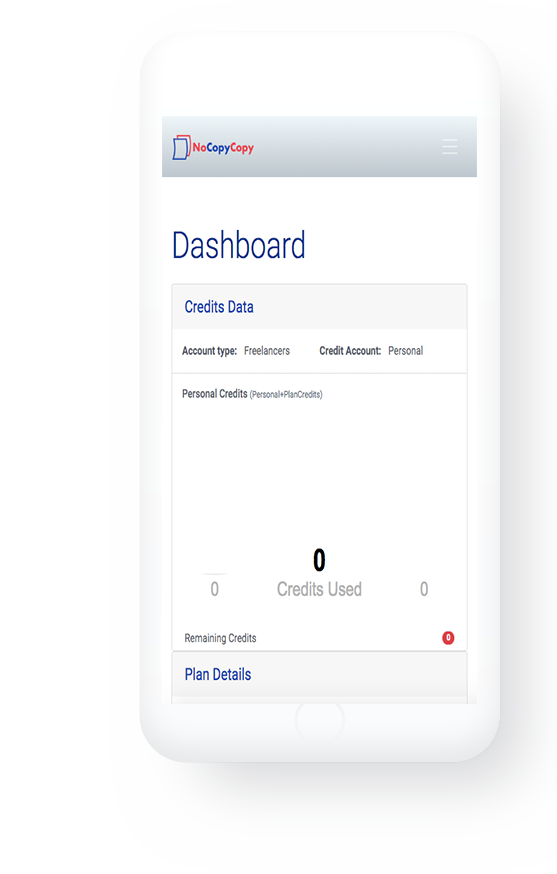 NoCopyCopy
Dashboard
Credits Data
Account type: Freelancers Credit Account: Personal
Personal Credits (Personal+PlanCredits)
0
0 Credits Used 0
Remaining Credits 0
Plan Details